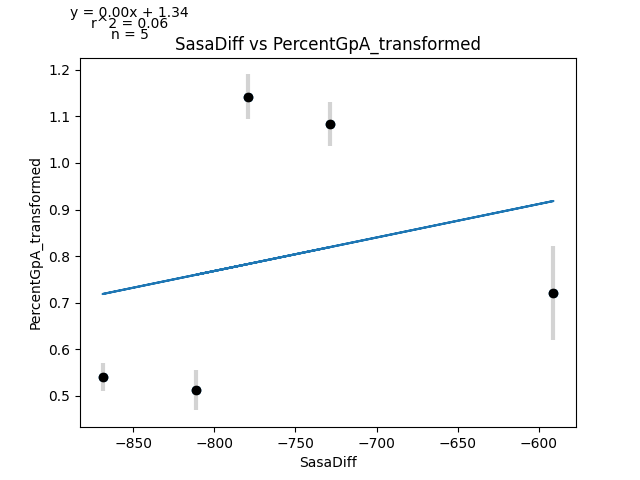 y = 0.00x + 1.34
r^2 = 0.06
n = 5
SasaDiff vs PercentGpA_transformed
1.2
1.1
1.0
0.9
0.8
0.7
0.6
0.5
PercentGpA_transformed
−850
−800
−750
−700
−650
−600
SasaDiff